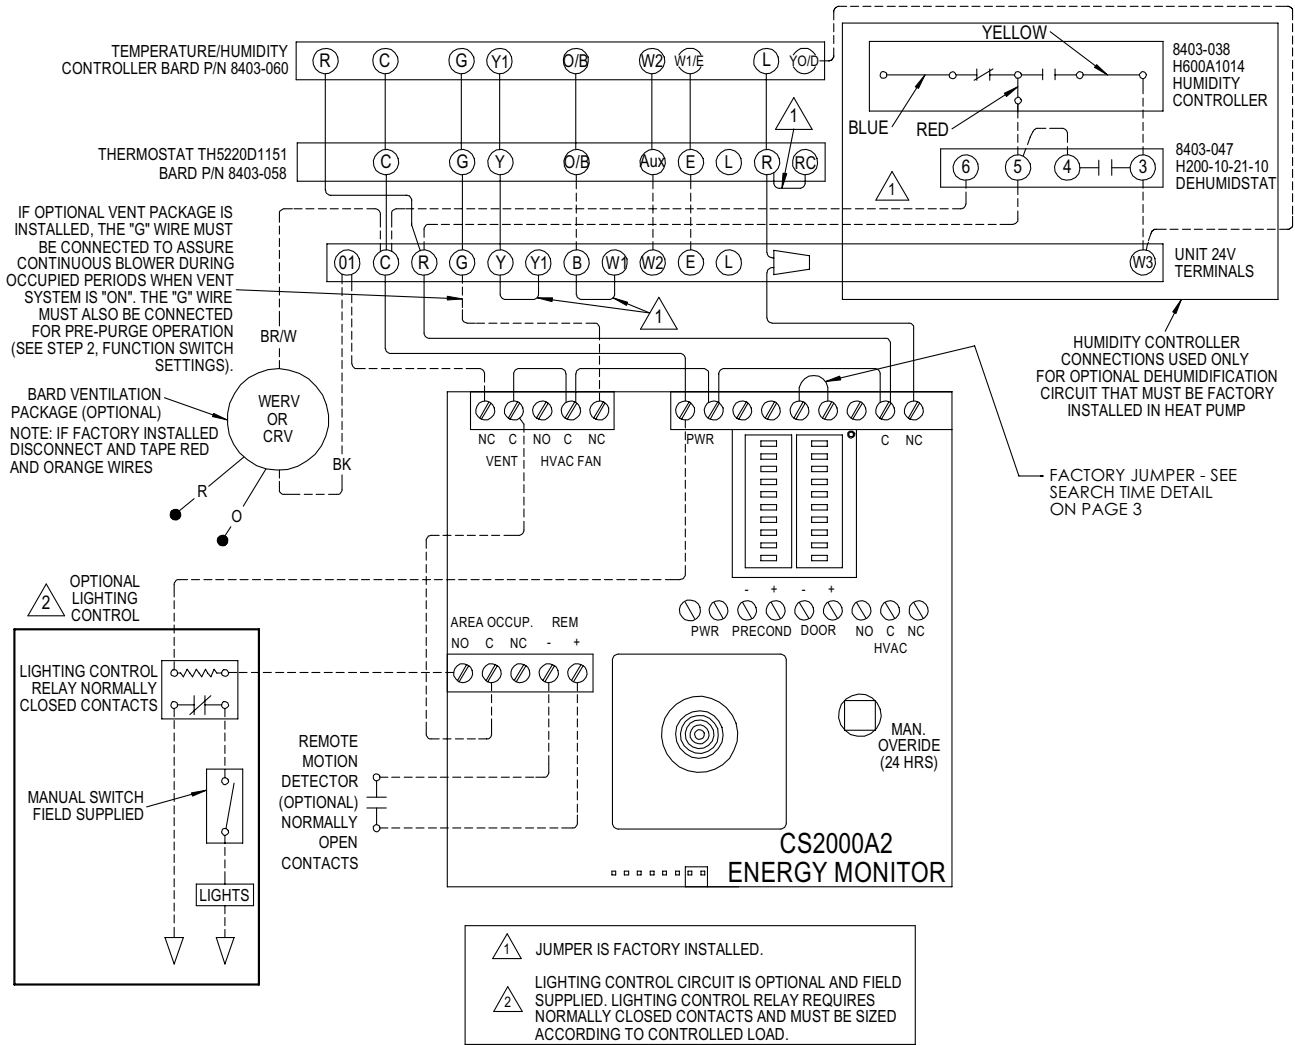 TEMPERATURE/HUMIDITY
CONTROLLER BARD P/N 8403-060
R
C
G
Y1
O/B
W2
W1/E
L
YO/D
YELLOW
BLUE
RED
8403-038
H600A1014
HUMIDITY
CONTROLLER
THERMOSTAT TH5220D1151
BARD P/N 8403-058
C
G
Y
O/B
Aux
E
L
R
RC
1
1
6
5
4
3
8403-047
H200-10-21-10
DEHUMIDSTAT
IF OPTIONAL VENT PACKAGE IS
INSTALLED, THE "G" WIRE MUST
BE CONNECTED TO ASSURE
CONTINUOUS BLOWER DURING
OCCUPIED PERIODS WHEN VENT
SYSTEM IS "ON". THE "G" WIRE
MUST ALSO BE CONNECTED
FOR PRE-PURGE OPERATION
(SEE STEP 2, FUNCTION SWITCH
SETTINGS).
01
C
R
G
Y
Y1
B
W1
W2
E
L
W3
UNIT 24V
TERMINALS
1
HUMIDITY CONTROLLER
CONNECTIONS USED ONLY
FOR OPTIONAL DEHUMIDIFICATION
CIRCUIT THAT MUST BE FACTORY
INSTALLED IN HEAT PUMP
BR/W
BARD VENTILATION
PACKAGE (OPTIONAL)
NOTE: IF FACTORY INSTALLED
DISCONNECT AND TAPE RED
AND ORANGE WIRES
WERV
OR
CRV
BK
R
O
NC C NO C NC
VENT HVAC FAN
PWR
C NC
FACTORY JUMPER - SEE
SEARCH TIME DETAIL
ON PAGE 3
2
OPTIONAL
LIGHTING
CONTROL
LIGHTING CONTROL
RELAY NORMALLY
CLOSED CONTACTS
MANUAL SWITCH
FIELD SUPPLIED
LIGHTS
AREA OCCUP. REM
NO C NC - +
- + - +
PWR PRECOND DOOR NO C NC
HVAC
REMOTE
MOTION
DETECTOR
(OPTIONAL)
NORMALLY
OPEN
CONTACTS
MAN.
OVERIDE
(24 HRS)
CS2000A2
ENERGY MONITOR
1 JUMPER IS FACTORY INSTALLED.
2
LIGHTING CONTROL CIRCUIT IS OPTIONAL AND FIELD
SUPPLIED. LIGHTING CONTROL RELAY REQUIRES
NORMALLY CLOSED CONTACTS AND MUST BE SIZED
ACCORDING TO CONTROLLED LOAD.